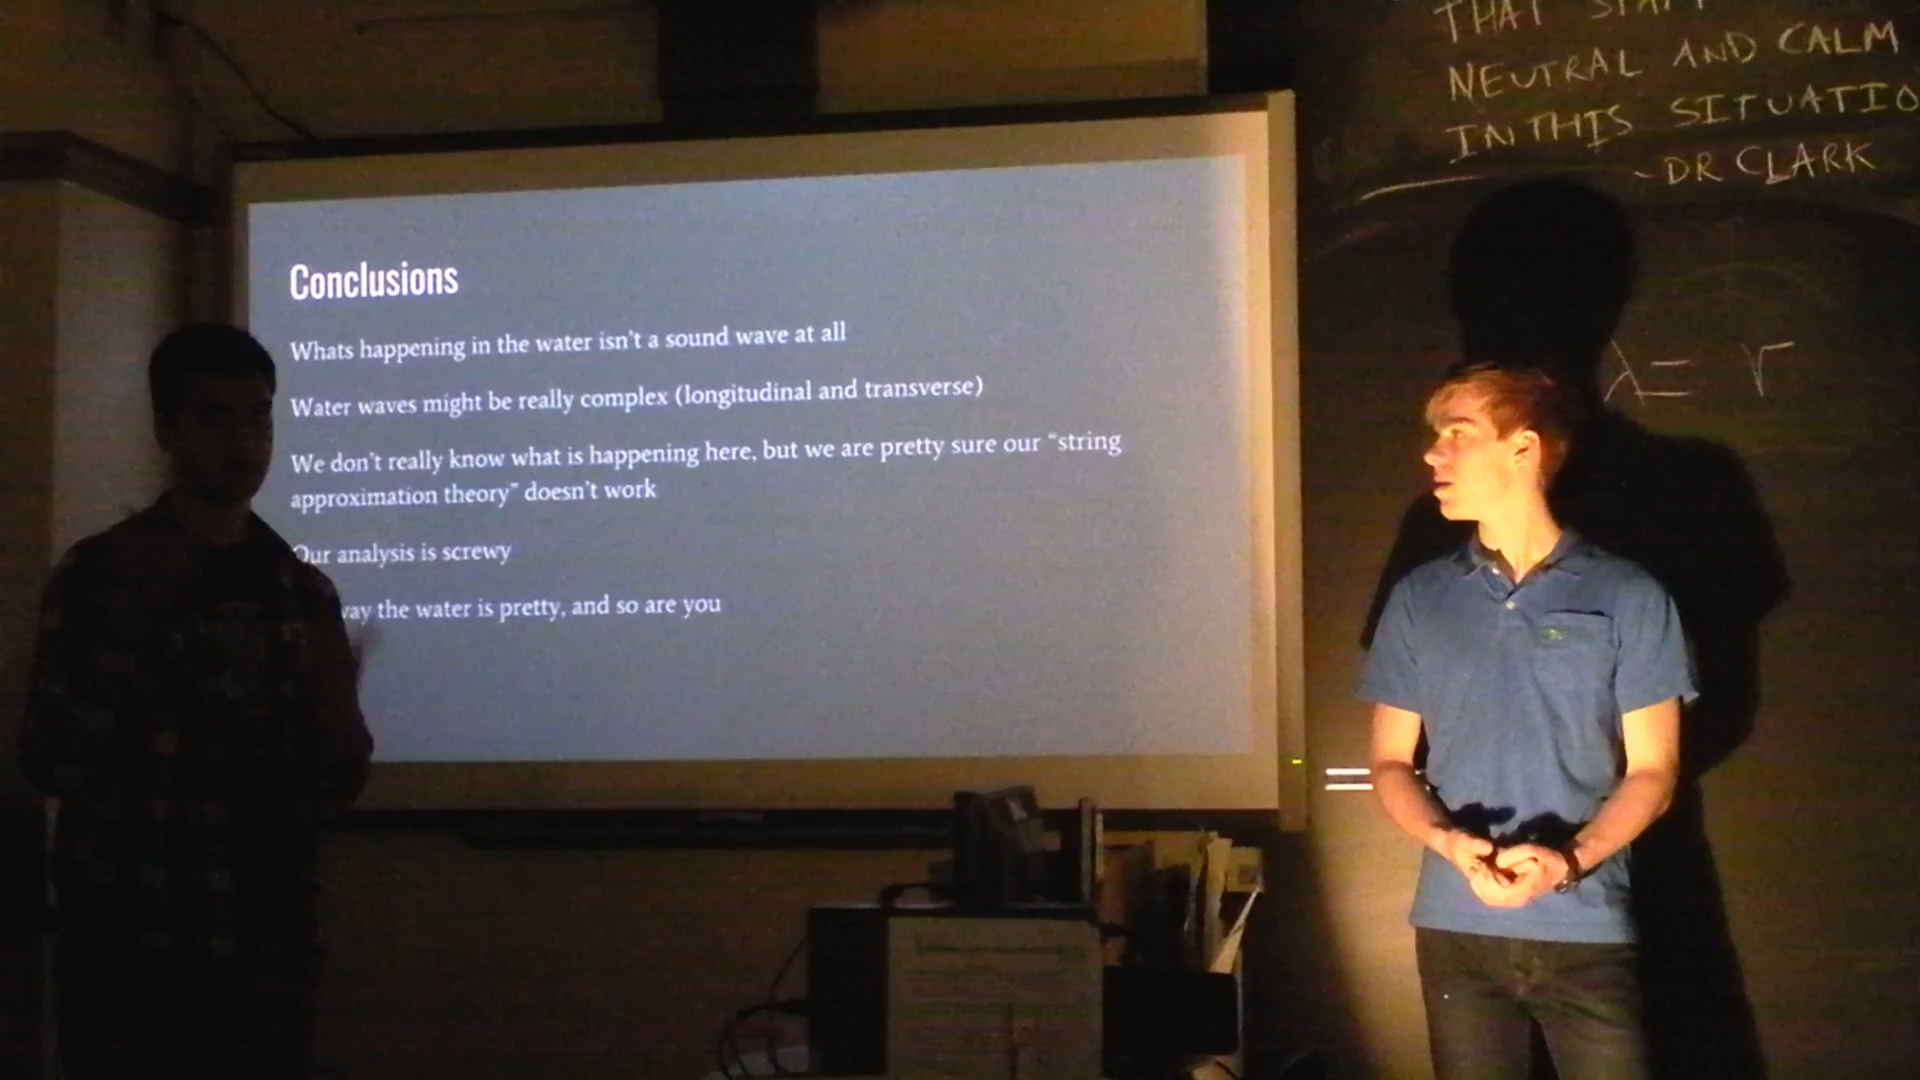 Conclusions
Whats happening in the water isn't a sound wave at all
Water waves might be really complex (longitudinal and transverse)
We don't really know what is happening here, but we are pretty sure our "string
approximation theory" doesn't work
Our analysis is screwy
the water is pretty, and so are you
THAT
NEUTRAL AND CALM
IN THIS SITUATIO
-DR CLARK
λ= r